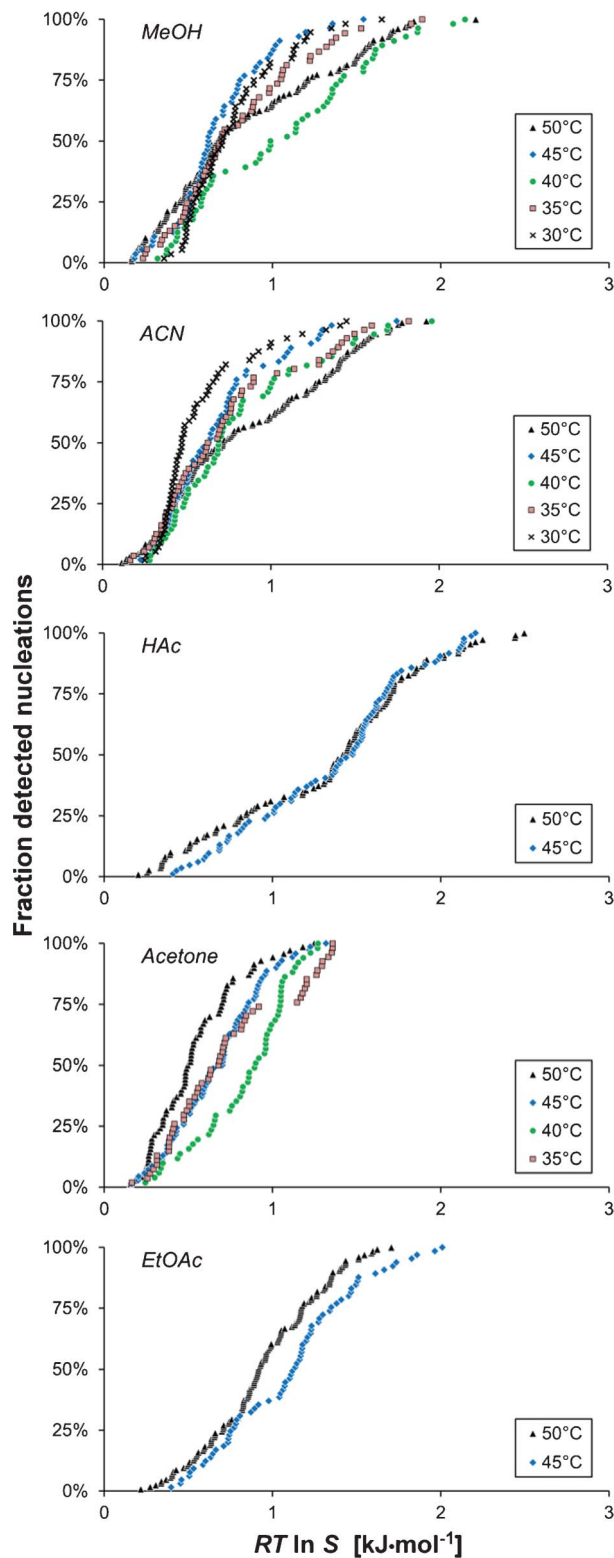 Fraction detected nucleations
MeOH
100%
75%
50%
25%
0%
0 1 2 3
50°C
45°C
40°C
35°C
30°C
ACN
100%
75%
50%
25%
0%
0 1 2 3
50°C
45°C
40°C
35°C
30°C
HAc
100%
75%
50%
25%
0%
0 1 2 3
50°C
45°C
Acetone
100%
75%
50%
25%
0%
0 1 2 3
50°C
45°C
40°C
35°C
EtOAc
100%
75%
50%
25%
0%
0 1 2 3
50°C
45°C
RT ln S [kJ·mol⁻¹]